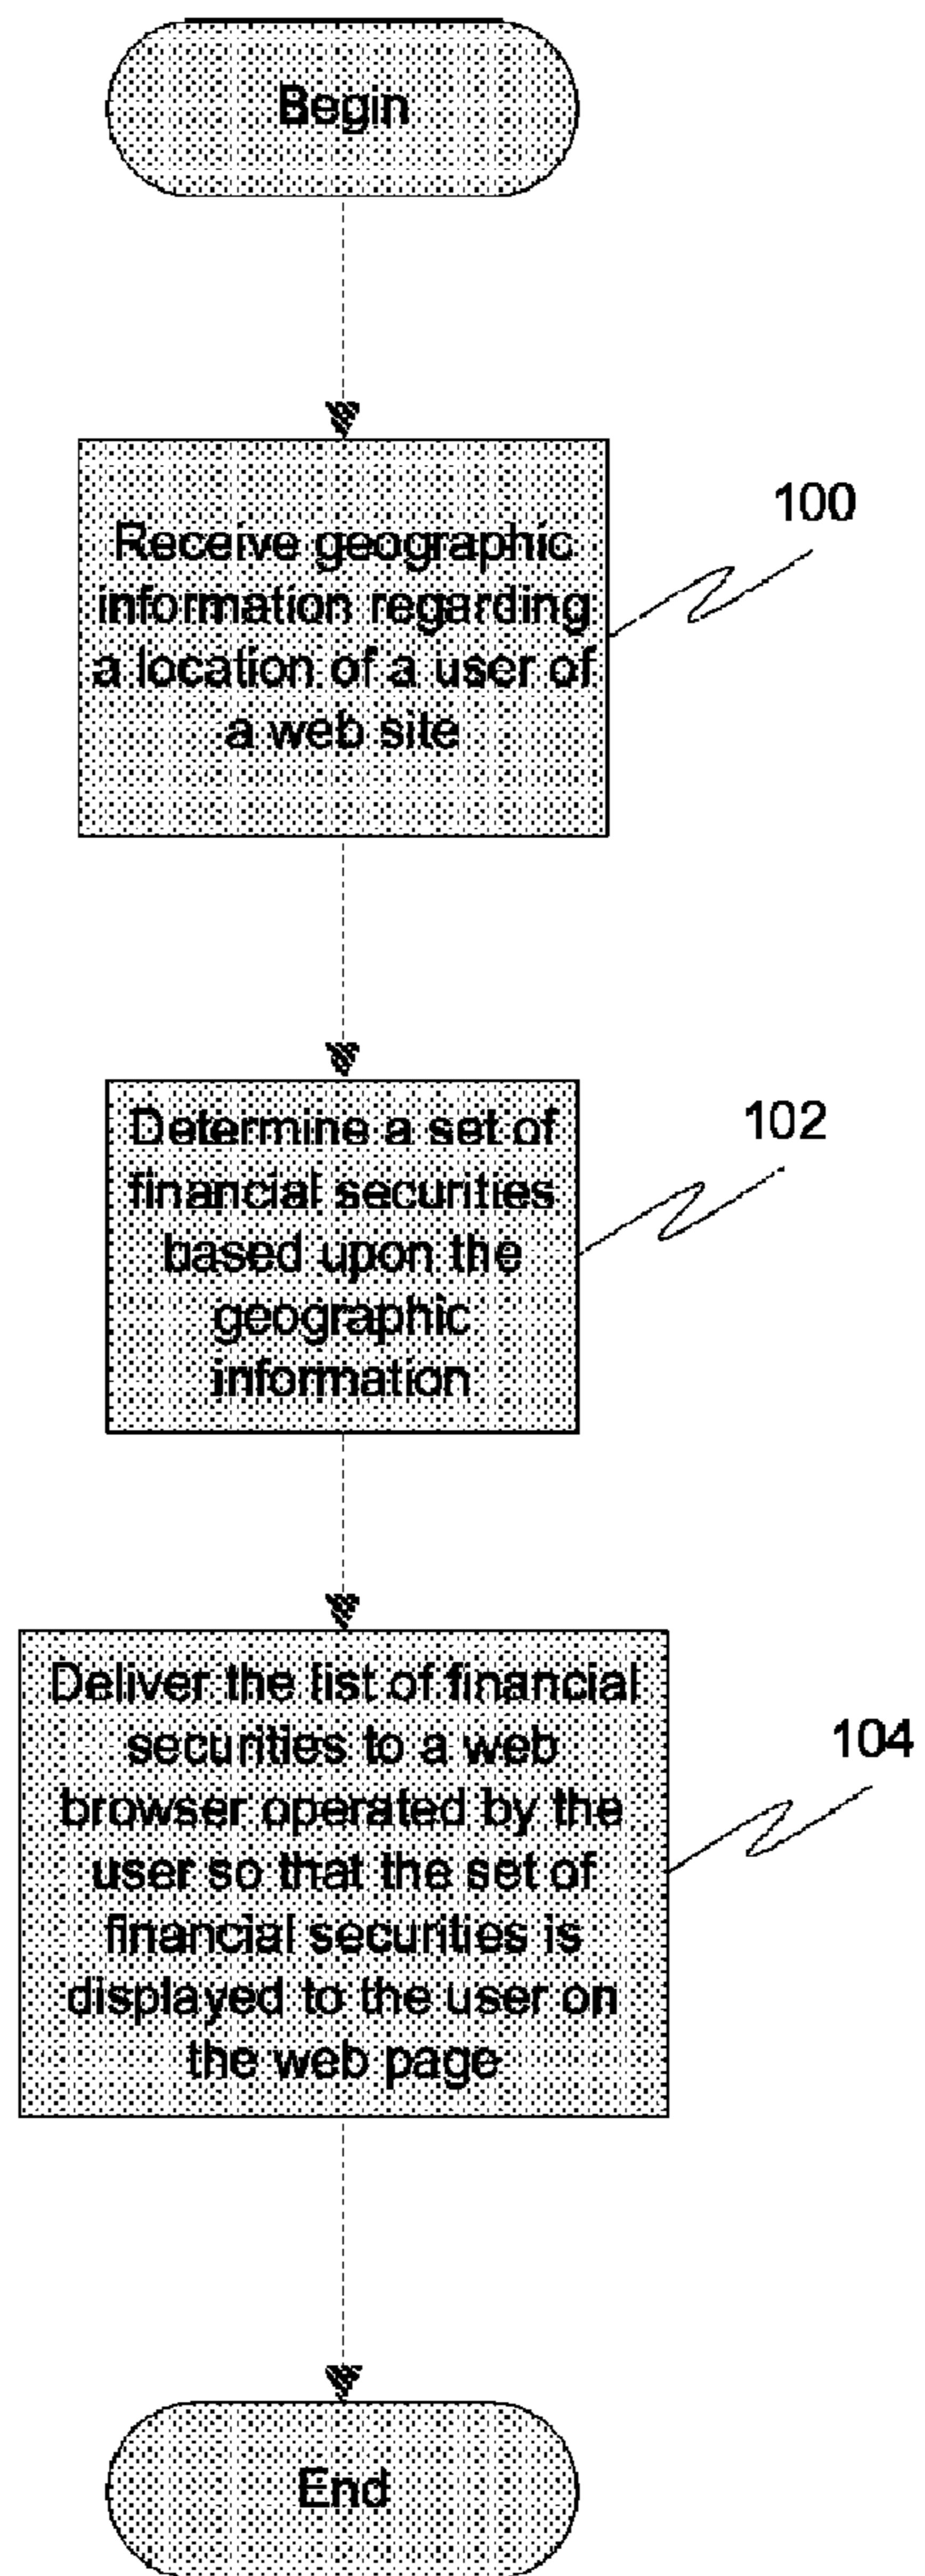 Begin
Receive geographic
information regarding
a location of a user of
a web site
100
Determine a set of
financial securities
based upon the
geographic
information
102
Deliver the list of financial
securities to a web
browser operated by the
user so that the set of
financial securities is
displayed to the user on
the web page
104
End